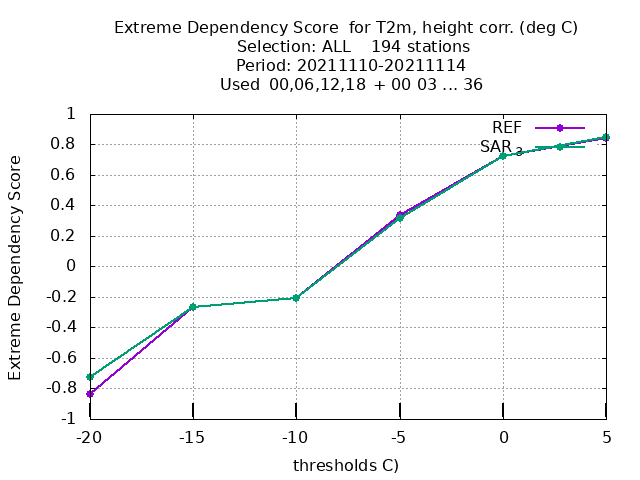 Extreme Dependency Score for T2m, height corr. (deg C)
Selection: ALL 194 stations
Period: 20211110-20211114
Used 00,06,12,18 + 00 03 ... 36
Extreme Dependency Score
1
0.8
0.6
0.4
0.2
0
-0.2
-0.4
-0.6
-0.8
-1
REF
SAR 3
-20 -15 -10 -5 0 5
thresholds C)